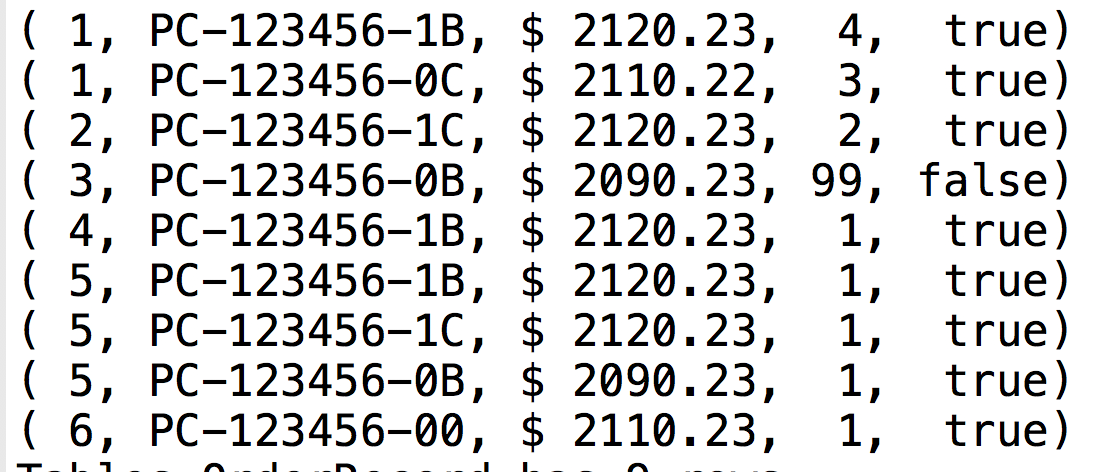 ( 1, PC-123456-1B, $ 2120.23,  4,  true)
( 1, PC-123456-0C, $ 2110.22,  3,  true)
( 2, PC-123456-1C, $ 2120.23,  2,  true)
( 3, PC-123456-0B, $ 2090.23, 99, false)
( 4, PC-123456-1B, $ 2120.23,  1,  true)
( 5, PC-123456-1B, $ 2120.23,  1,  true)
( 5, PC-123456-1C, $ 2120.23,  1,  true)
( 5, PC-123456-0B, $ 2090.23,  1,  true)
( 6, PC-123456-00, $ 2110.23,  1,  true)